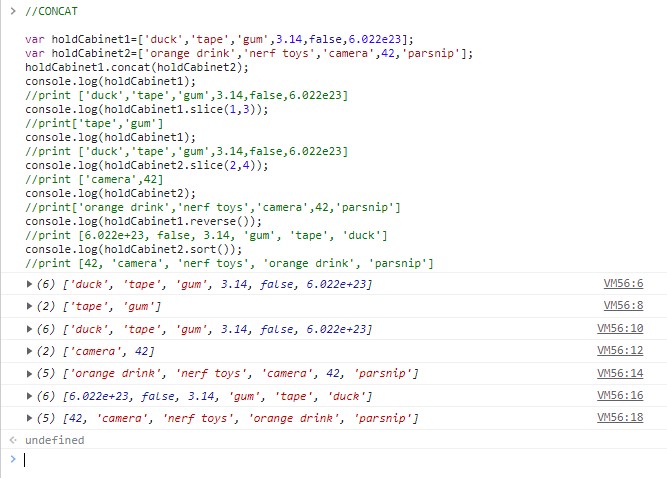 //CONCAT
var holdCabinet1=['duck','tape','gum',3.14,false,6.022e23];
var holdCabinet2=['orange drink','nerf toys','camera',42,'parsnip'];
holdCabinet1.concat(holdCabinet2);
console.log(holdCabinet1);
//print ['duck','tape','gum',3.14,false,6.022e23]
console.log(holdCabinet1.slice(1,3));
//print['tape','gum']
console.log(holdCabinet1);
//print ['duck','tape','gum',3.14,false,6.022e23]
console.log(holdCabinet2.slice(2,4));
//print ['camera',42]
console.log(holdCabinet2);
//print['orange drink','nerf toys','camera',42,'parsnip']
console.log(holdCabinet1.reverse());
//print [6.022e+23, false, 3.14, 'gum', 'tape', 'duck']
console.log(holdCabinet2.sort());
//print [42, 'camera', 'nerf toys', 'orange drink', 'parsnip']
(6) ['duck', 'tape', 'gum', 3.14, false, 6.022e+23] VM56:6
(2) ['tape', 'gum'] VM56:8
(6) ['duck', 'tape', 'gum', 3.14, false, 6.022e+23] VM56:10
(2) ['camera', 42] VM56:12
(5) ['orange drink', 'nerf toys', 'camera', 42, 'parsnip'] VM56:14
(6) [6.022e+23, false, 3.14, 'gum', 'tape', 'duck'] VM56:16
(5) [42, 'camera', 'nerf toys', 'orange drink', 'parsnip'] VM56:18
undefined